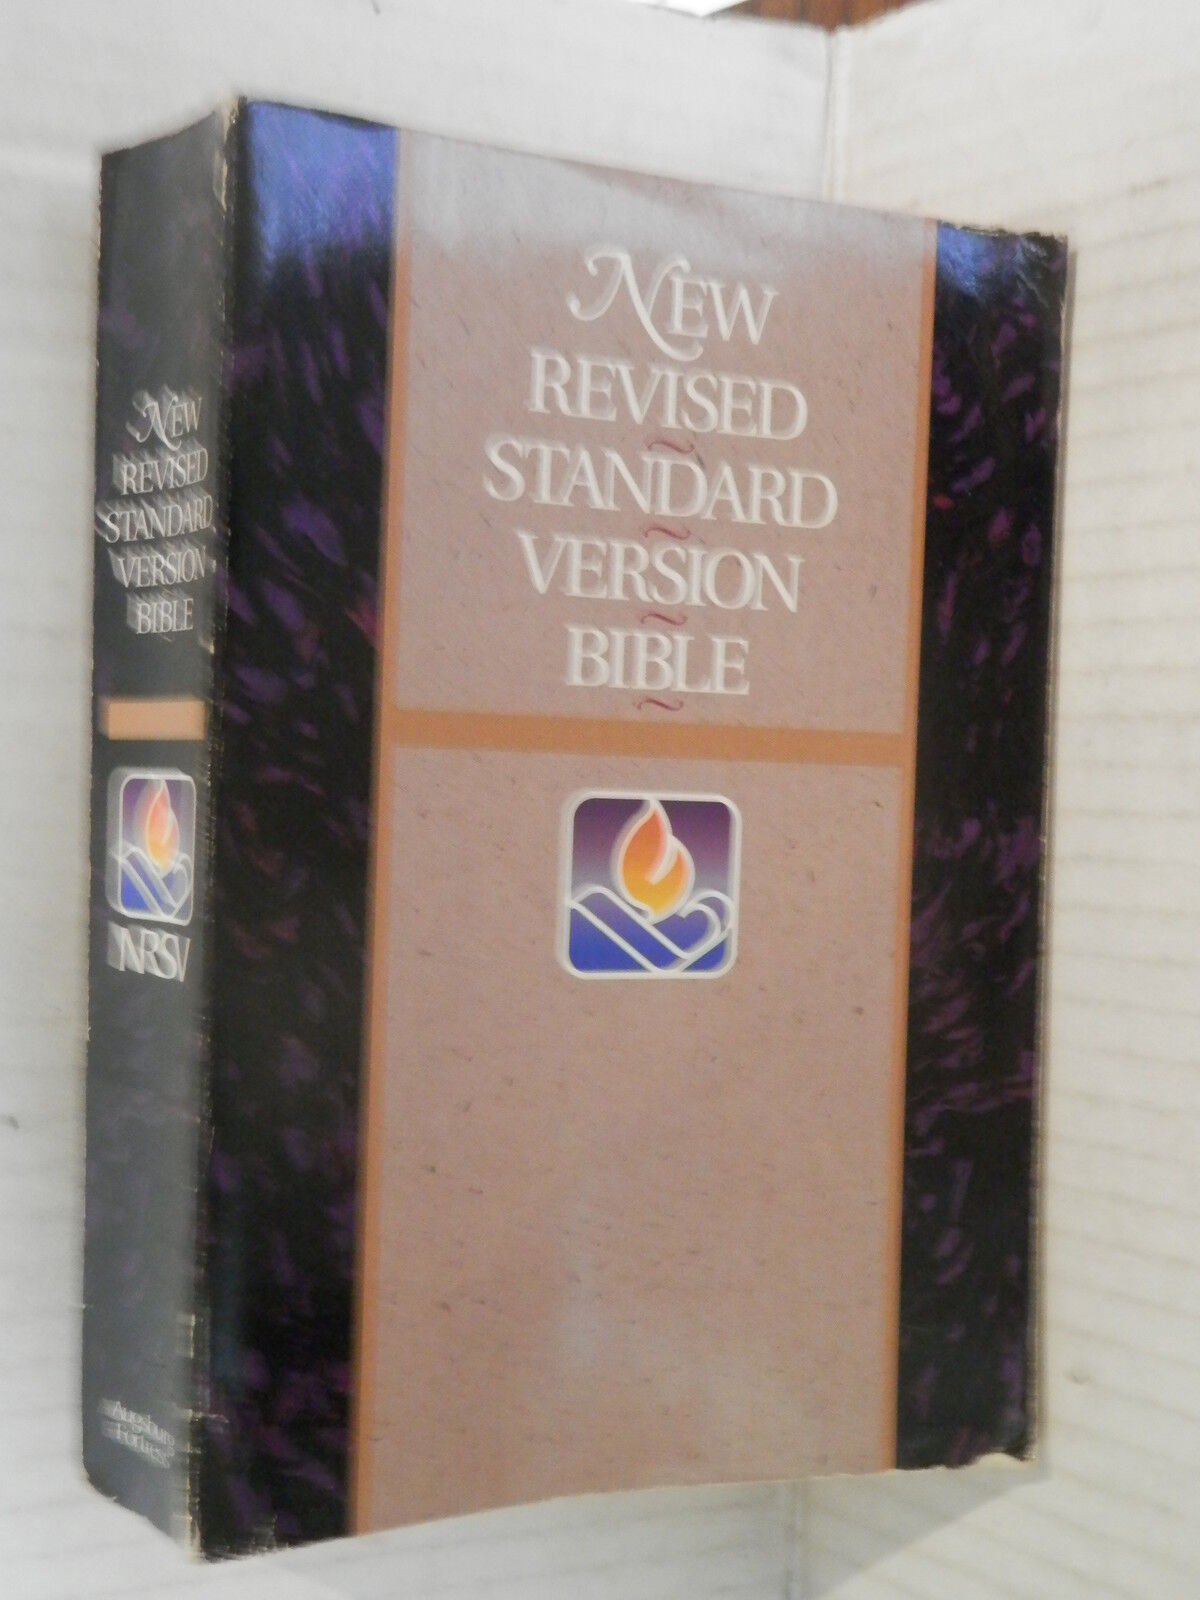 NEW
REVISED
STANDARD
VERSION
BIBLE
NEW
REVISED
STANDARD
VERSION
BIBLE
NRSV
Augsburg
Fortress